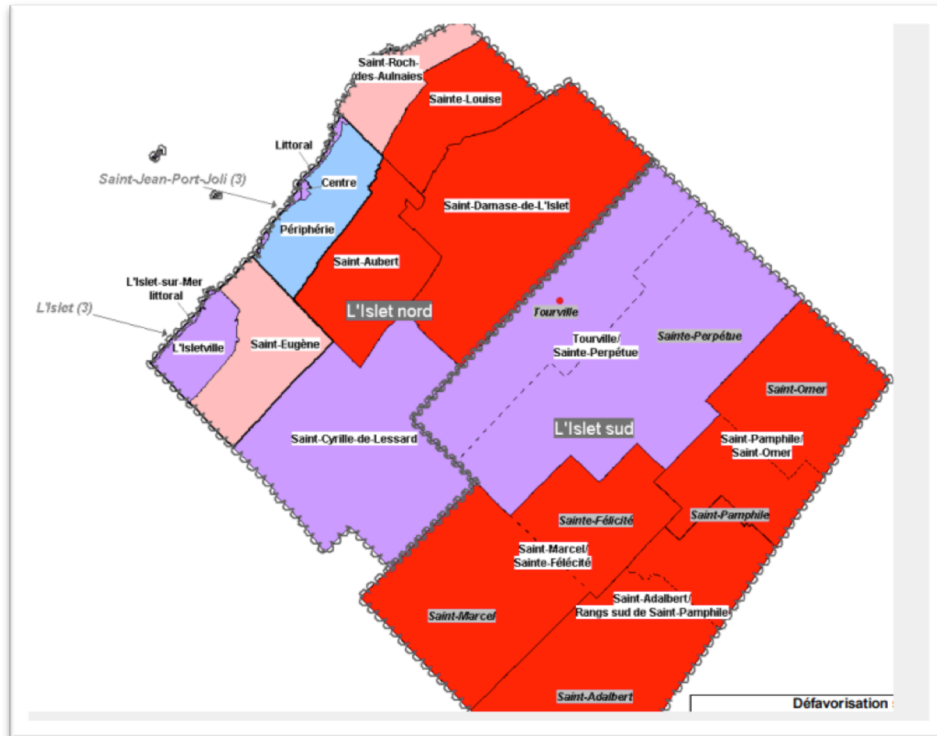 Saint-Roch-
des-Aulnaies
Sainte-Louise
Littoral
Saint-Jean-Port-Joli (3)
Centre
Saint-Damase-de-L'Islet
Périphérie
Saint-Aubert
L'Islet-sur-Mer
littoral
L'Islet (3)
L'Islet nord
Tourville
L'Isletville
Saint-Eugène
Tourville/
Sainte-Perpétue
Sainte-Perpétue
Saint-Omer
L'Islet sud
Saint-Cyrille-de-Lessard
Saint-Pamphile/
Saint-Omer
Sainte-Félicité
Saint-Pamphile
Saint-Marcel/
Sainte-Félécité
Saint-Adalbert/
Rangs sud de Saint-Pamphile
Saint-Marcel
Saint-Adalbert
Défavorisation